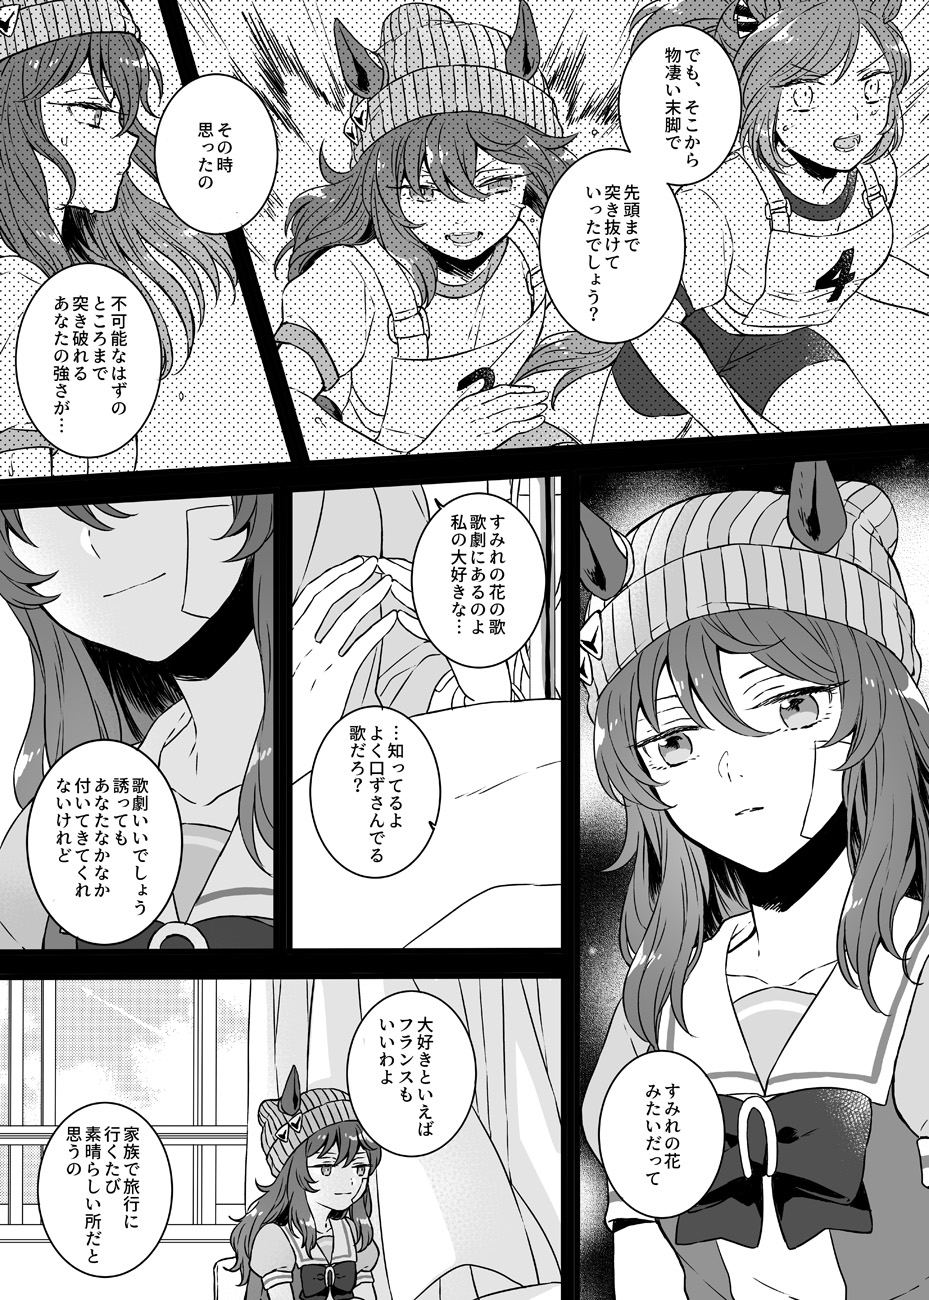 でも、そこから
物凄い末脚で
先頭まで
突き抜けて
いったでしょう？
4
2
その時
思ったの
不可能なはずの
ところまで
突き破れる
あなたの強さが…
すみれの花
みたいだって
すみれの花の歌
歌劇にあるのよ
私の大好きな…
…知ってるよ
よく口ずさんでる
歌だろ？
歌劇いいでしょう
誘っても
あなたなかなか
付いてきてくれ
ないけれど
大好きといえば
フランスも
いいわよ
家族で旅行に
行くたび
素晴らしい所だと
思うの